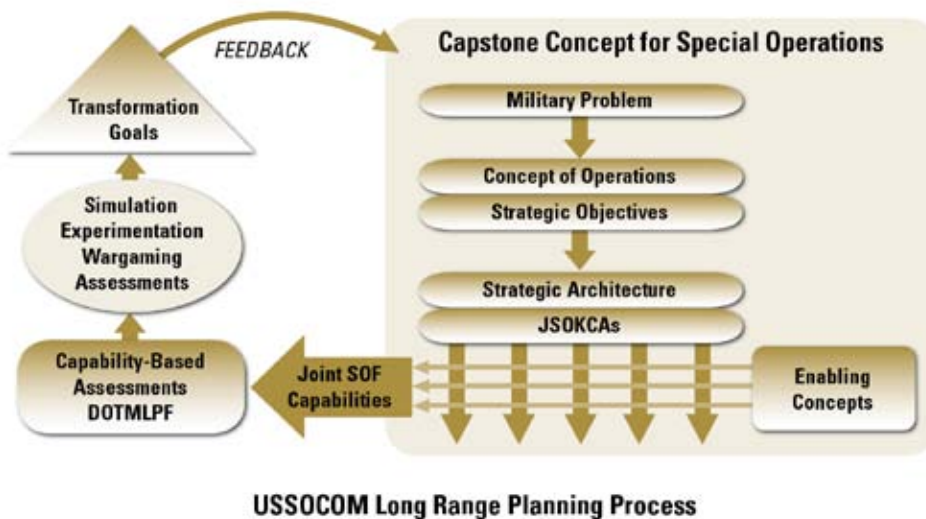 FEEDBACK
Transformation
Goals
Simulation
Experimentation
Wargaming
Assessments
Capability-Based
Assessments
DOTMLPF
Joint SOF
Capabilities
Capstone Concept for Special Operations
Military Problem
Concept of Operations
Strategic Objectives
Strategic Architecture
JSOKCAs
Enabling
Concepts
USSOCOM Long Range Planning Process